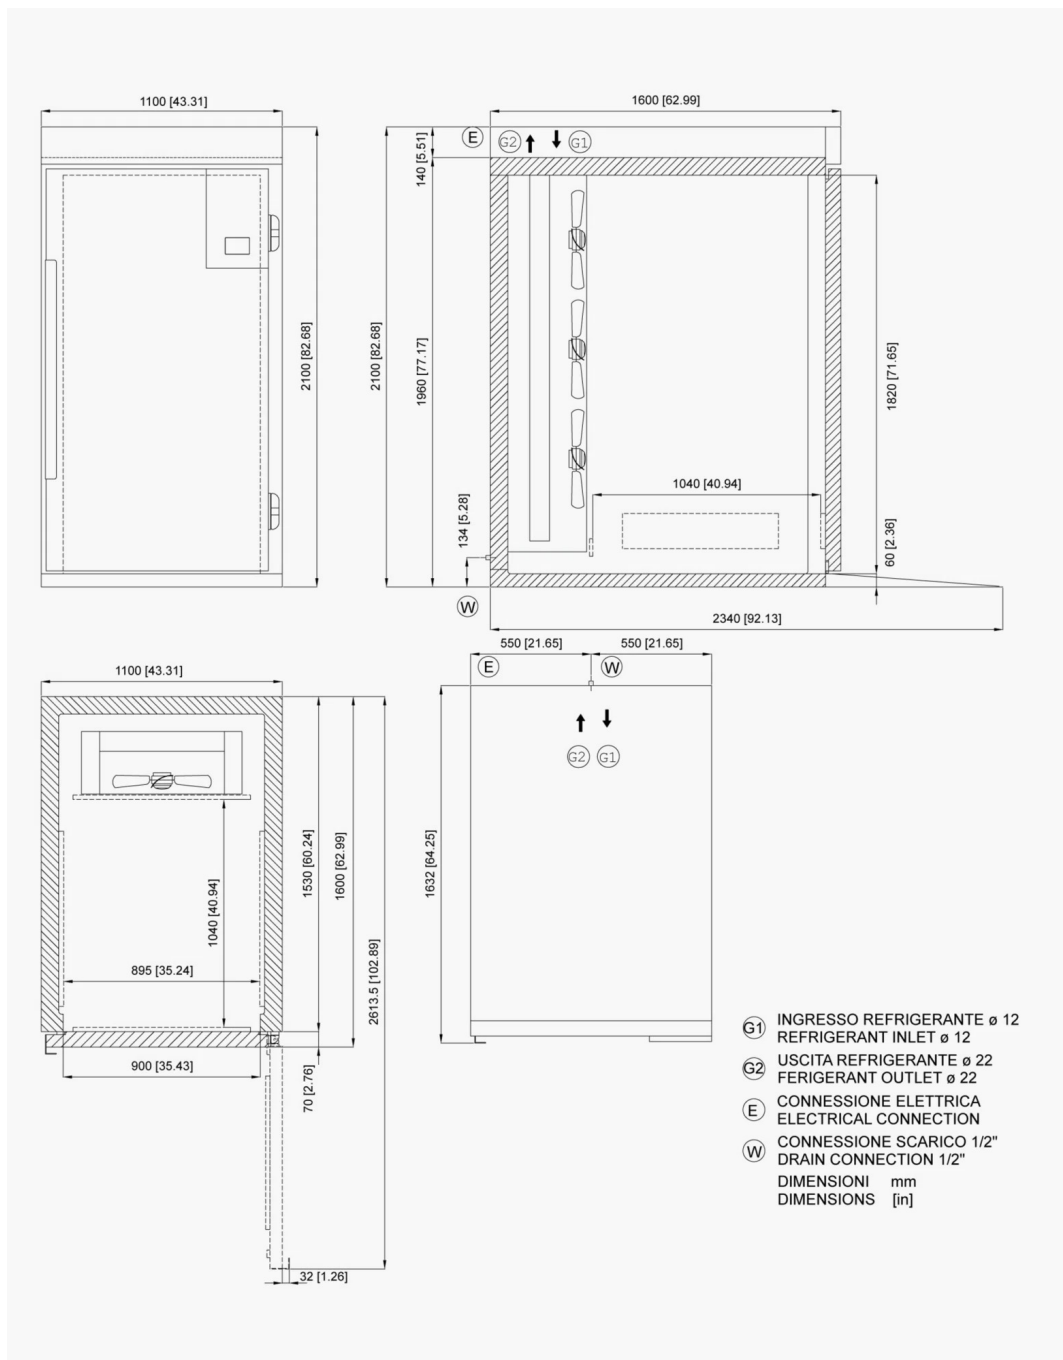 1100 [43.31]
2100 [82.68]
1600 [62.99]
E
G2
G1
140 [5.51]
2100 [82.68]
1960 [77.17]
1820 [71.65]
1040 [40.94]
134 [5.28]
60 [2.36]
W
2340 [92.13]
1100 [43.31]
1530 [60.24]
1600 [62.99]
1040 [40.94]
895 [35.24]
2613.5 [102.89]
900 [35.43]
70 [2.76]
32 [1.26]
550 [21.65]
550 [21.65]
E
W
G2
G1
1632 [64.25]
G1 INGRESSO REFRIGERANTE ø 12
REFRIGERANT INLET ø 12
G2 USCITA REFRIGERANTE ø 22
FERIGERANT OUTLET ø 22
E CONNESSIONE ELETTRICA
ELECTRICAL CONNECTION
W CONNESSIONE SCARICO 1/2"
DRAIN CONNECTION 1/2"
DIMENSIONI mm
DIMENSIONS [in]